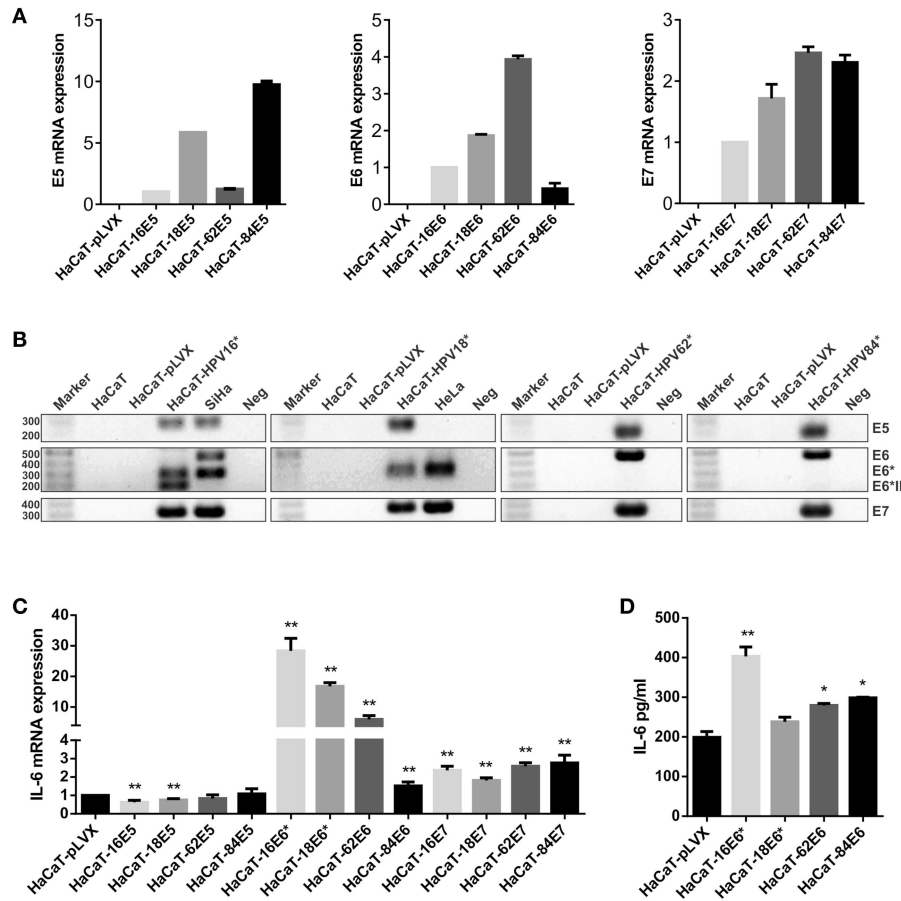 A
E5 mRNA expression
15
10
5
0
HaCaT-pLVX
HaCaT-16E5
HaCaT-18E5
HaCaT-62E5
HaCaT-84E5
E6 mRNA expression
6
4
2
1
0
HaCaT-pLVX
HaCaT-16E6
HaCaT-18E6
HaCaT-62E6
HaCaT-84E6
E7 mRNA expression
3
2
1
0
HaCaT-pLVX
HaCaT-16E7
HaCaT-18E7
HaCaT-62E7
HaCaT-84E7
B
Marker
HaCaT
HaCaT-pLVX
HaCaT-HPV16*
SiHa
Neg
Marker
HaCaT
HaCaT-pLVX
HaCaT-HPV18*
HeLa
Neg
Marker
HaCaT
HaCaT-pLVX
HaCaT-HPV62*
Marker
HaCaT
HaCaT-pLVX
HaCaT-HPV84*
Neg
300
200
E5
500
400
300
200
E6
E6*
E6*II
400
300
E7
C
IL-6 mRNA expression
40
30
20
10
4
3
2
1
0
** ** ** ** ** ** ** ** ** **
HaCaT-pLVX
HaCaT-16E5
HaCaT-18E5
HaCaT-62E5
HaCaT-84E5
HaCaT-16E6*
HaCaT-18E6*
HaCaT-62E6
HaCaT-84E6
HaCaT-16E7
HaCaT-18E7
HaCaT-62E7
HaCaT-84E7
D
IL-6 pg/ml
500
400
300
200
100
0
** * *
HaCaT-pLVX
HaCaT-16E6*
HaCaT-18E6*
HaCaT-62E6
HaCaT-84E6